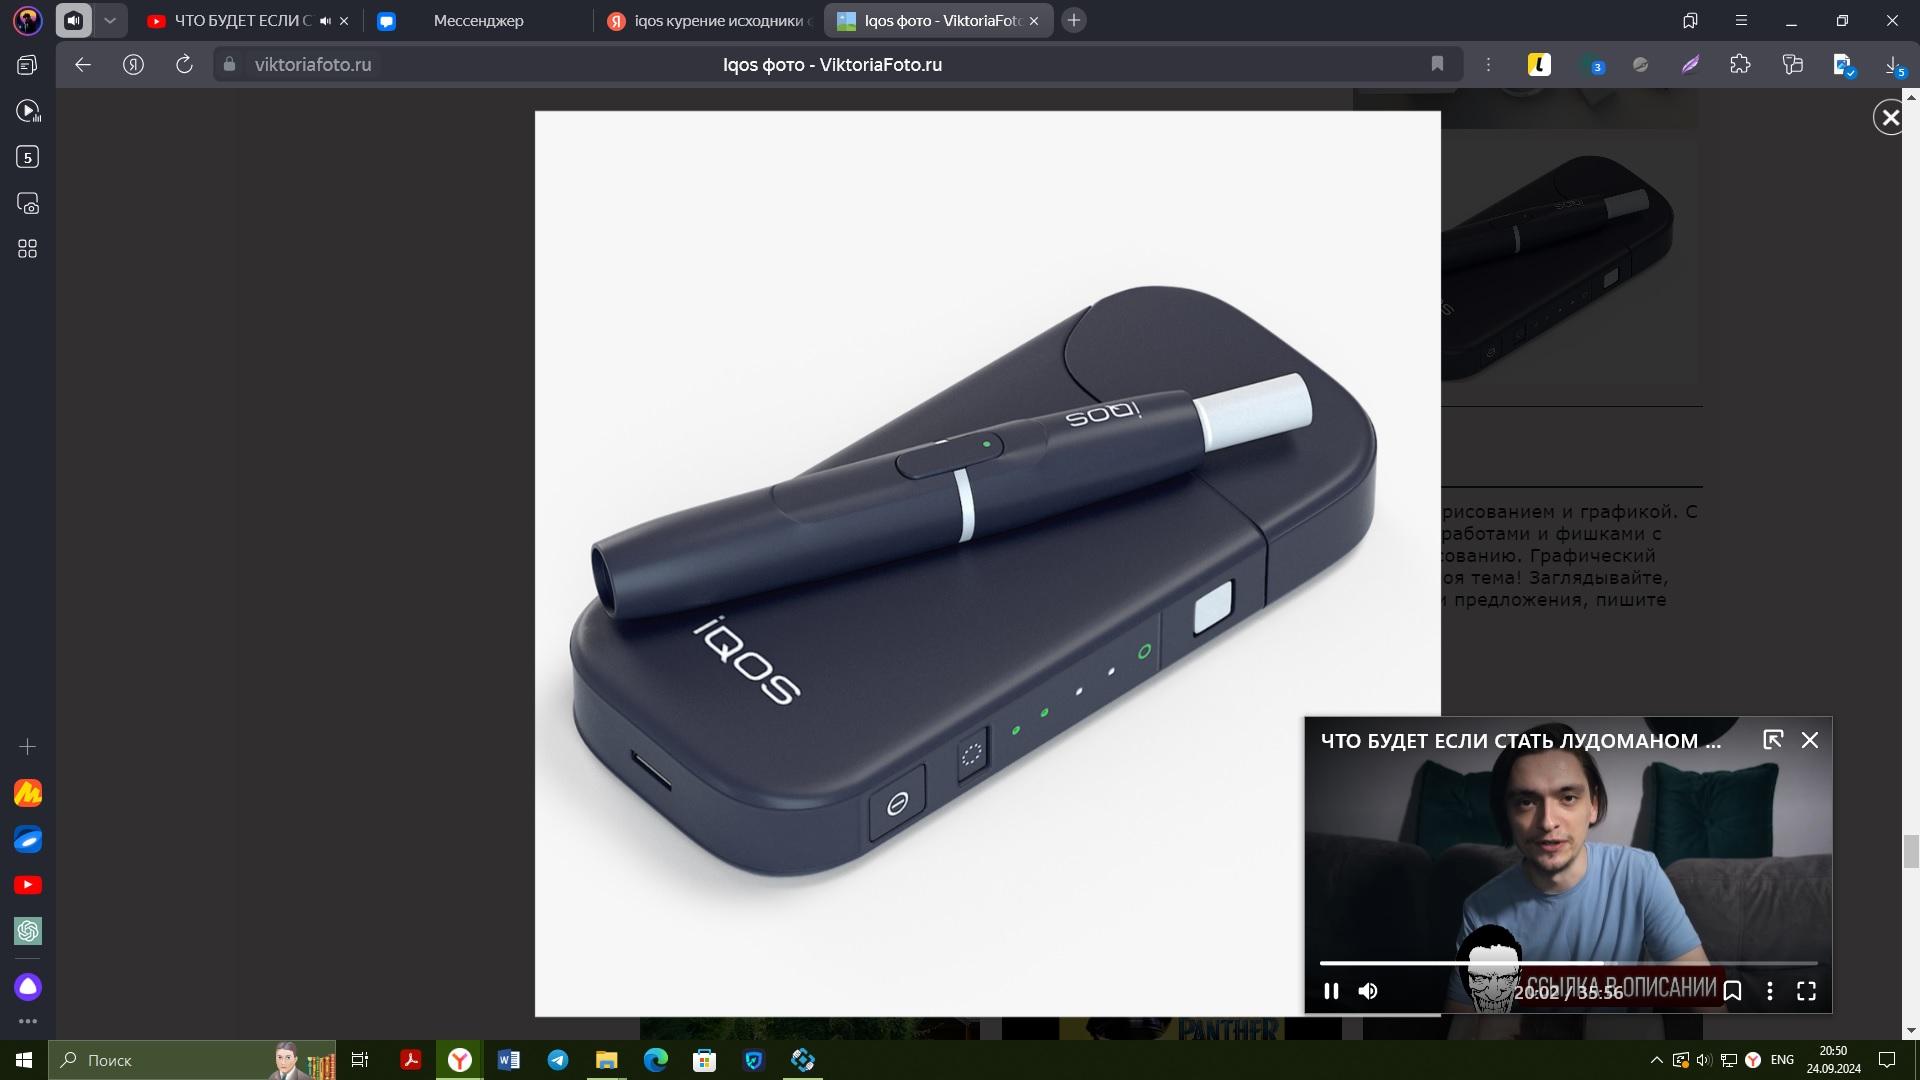 ЧТО БУДЕТ ЕСЛИ С
Мессенджер
iqos курение исходники
Iqos фото - ViktoriaFoto
viktoriafoto.ru
Iqos фото - ViktoriaFoto.ru
3
5
5
iQOS
iQOS
рисованием и графикой. С
работами и фишками с
сованию. Графический
оя тема! Заглядывайте,
и предложения, пишите
ЧТО БУДЕТ ЕСЛИ СТАТЬ ЛУДОМАНОМ ...
ССЫЛКА В ОПИСАНИИ
20:02 / 35:56
PANTHER
Поиск
ENG
20:50
24.09.2024